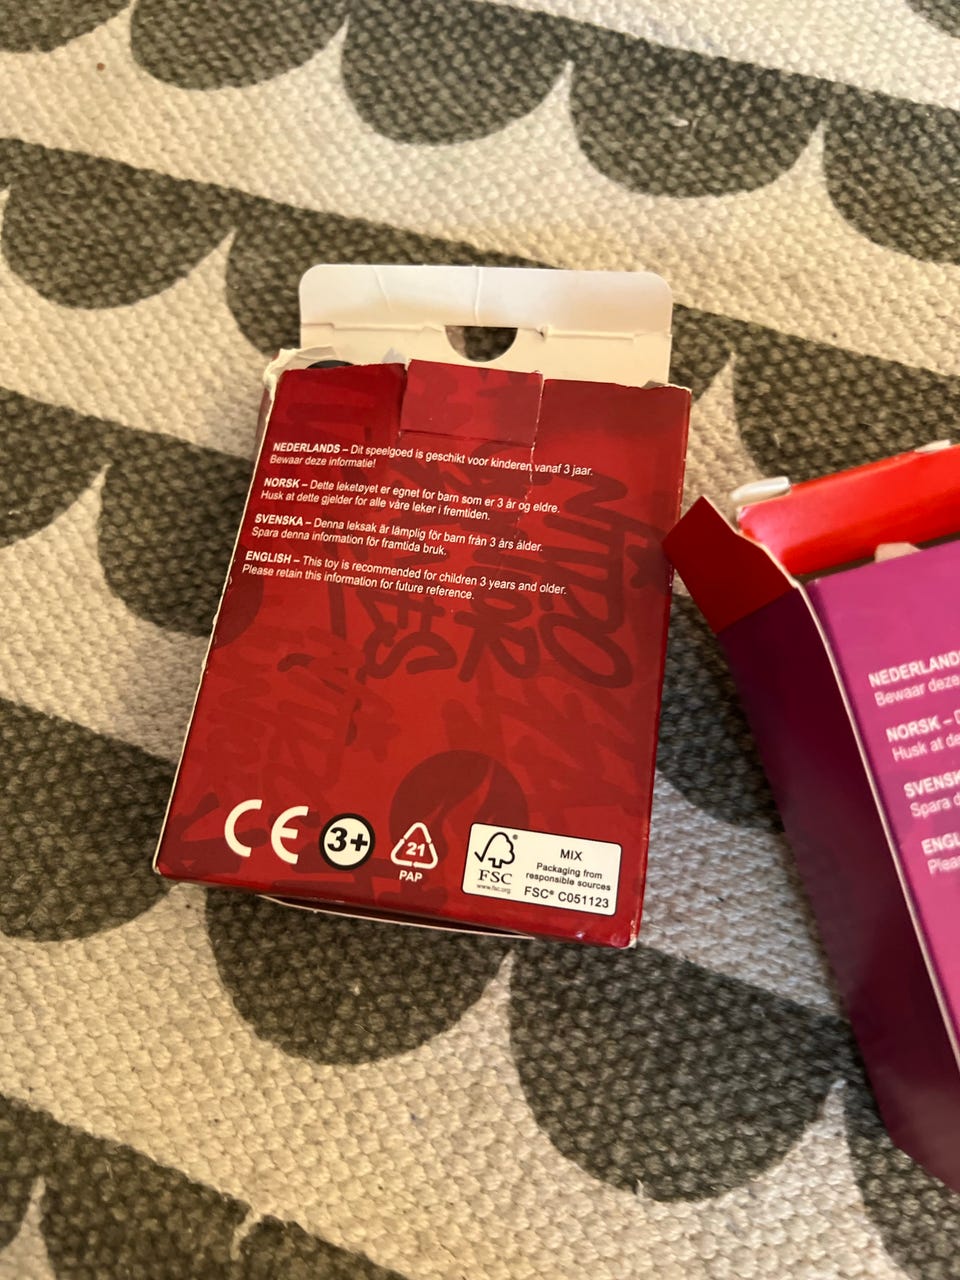 NEDERLANDS – Dit speelgoed is geschikt voor kinderen vanaf 3 jaar.
Bewaar deze informatie!
NORSK – Dette leketøyet er egnet for barn som er 3 år og eldre.
Husk at dette gjelder for alle våre leker i fremtiden.
SVENSKA – Denna leksak är lämplig för barn från 3 års ålder.
Spara denna information för framtida bruk.
ENGLISH – This toy is recommended for children 3 years and older.
Please retain this information for future reference.
CE
3+
21
PAP
FSC
www.fsc.org
MIX
Packaging from
responsible sources
FSC® C051123
NEDERLANDS
Bewaar deze
NORSK –
Husk at de
SVENSK
Spara d
ENGL
Plea